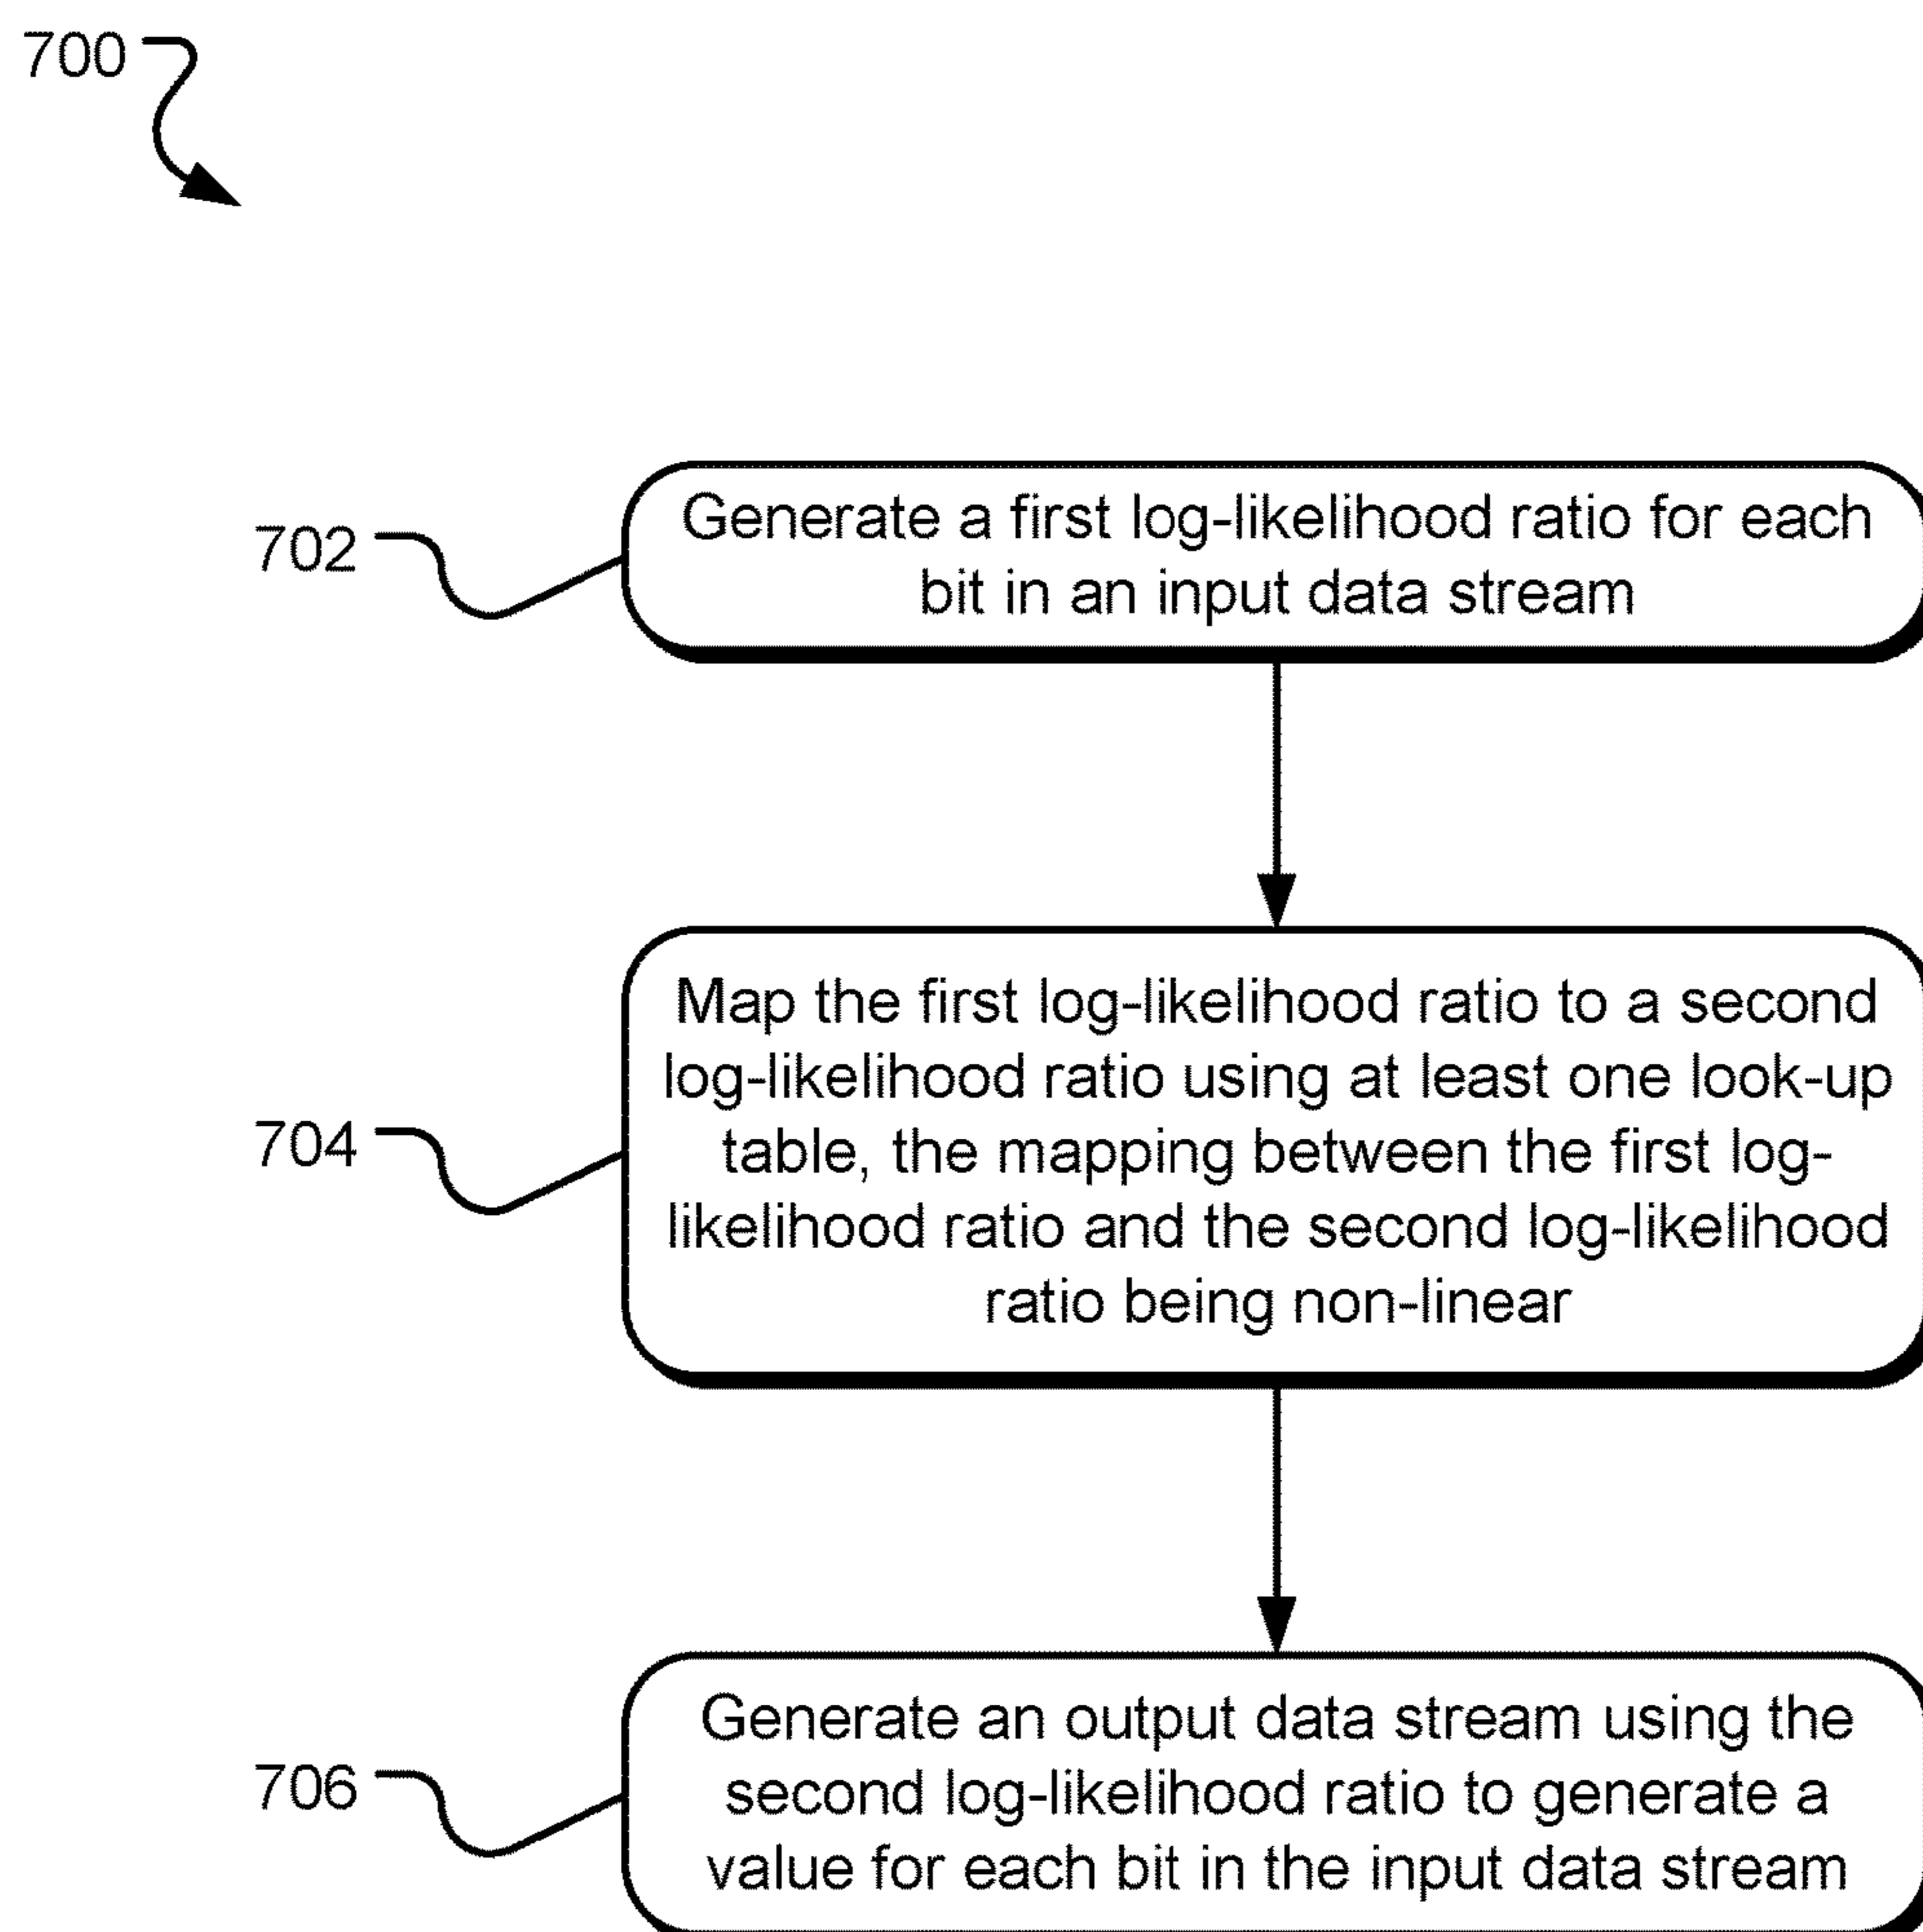 700
702
Generate a first log-likelihood ratio for each
bit in an input data stream
704
Map the first log-likelihood ratio to a second
log-likelihood ratio using at least one look-up
table, the mapping between the first log-
likelihood ratio and the second log-likelihood
ratio being non-linear
706
Generate an output data stream using the
second log-likelihood ratio to generate a
value for each bit in the input data stream